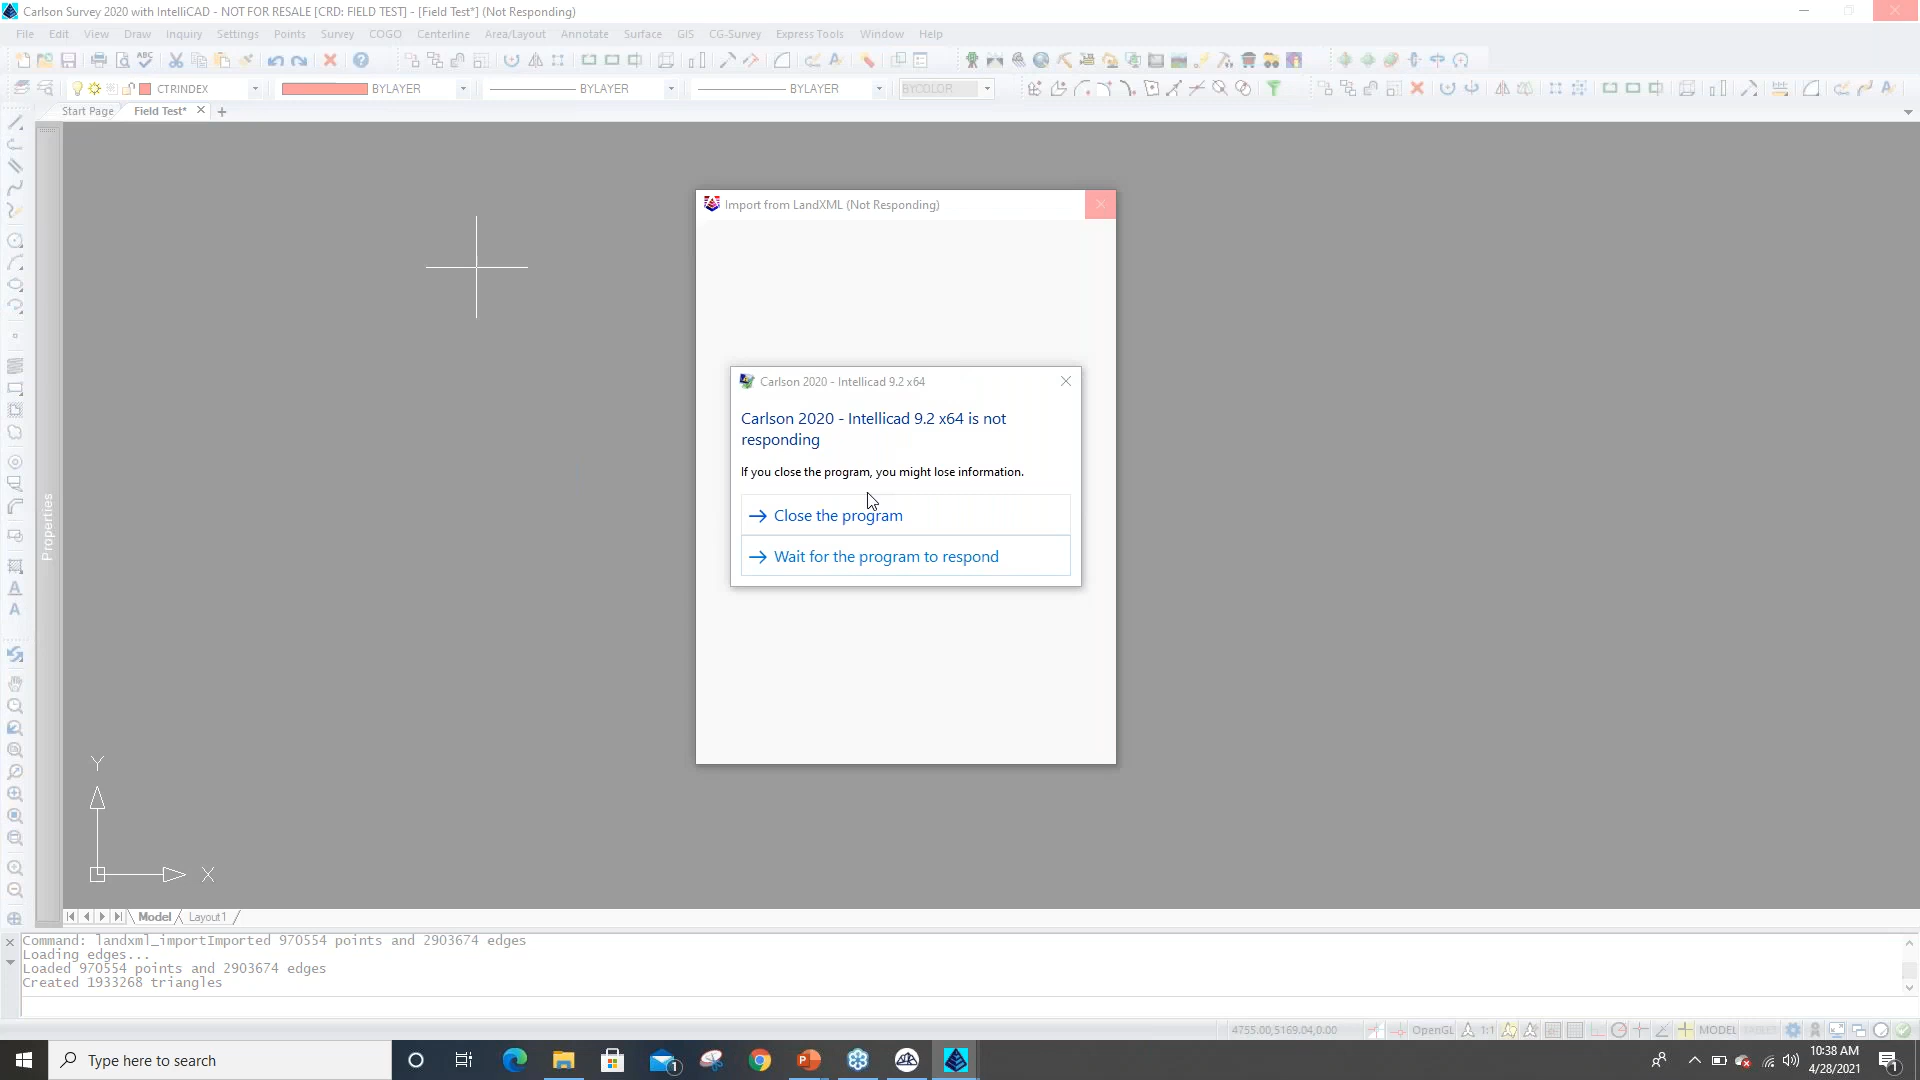 Carlson Survey 2020 with IntelliCAD - NOT FOR RESALE [CRD: FIELD TEST] - [Field Test*] (Not Responding)
File Edit View Draw Inquiry Settings Points Survey COGO Centerline Area/Layout Annotate Surface GIS CG-Survey Express Tools Window Help
ABC
CTRINDEX BYLAYER BYLAYER BYLAYER BYCOLOR
Start Page Field Test*
Import from LandXML (Not Responding)
Carlson 2020 - Intellicad 9.2 x64
Carlson 2020 - Intellicad 9.2 x64 is not
responding
If you close the program, you might lose information.
Close the program
Wait for the program to respond
Properties
Y
X
Model Layout1
Command: landxml_importImported 970554 points and 2903674 edges
Loading edges...
Loaded 970554 points and 2903674 edges
Created 1933268 triangles
4755.00,5169.04,0.00 OpenGL 1:1 MODEL
Type here to search
1
10:38 AM
4/28/2021
1